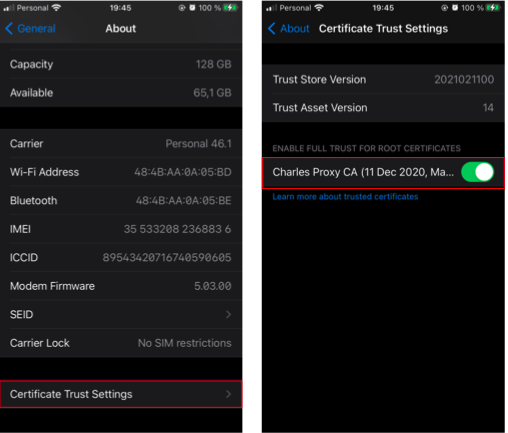 Personal 19:45 100 %
General About
Capacity 128 GB
Available 65,1 GB
Carrier Personal 46.1
Wi-Fi Address 48:4B:AA:0A:05:BD
Bluetooth 48:4B:AA:0A:05:BE
IMEI 35 533208 236883 6
ICCID 89543420716740590605
Modem Firmware 5.03.00
SEID
Carrier Lock No SIM restrictions
Certificate Trust Settings
Personal 19:45 100 %
About Certificate Trust Settings
Trust Store Version 2021021100
Trust Asset Version 14
ENABLE FULL TRUST FOR ROOT CERTIFICATES
Charles Proxy CA (11 Dec 2020, Ma...
Learn more about trusted certificates